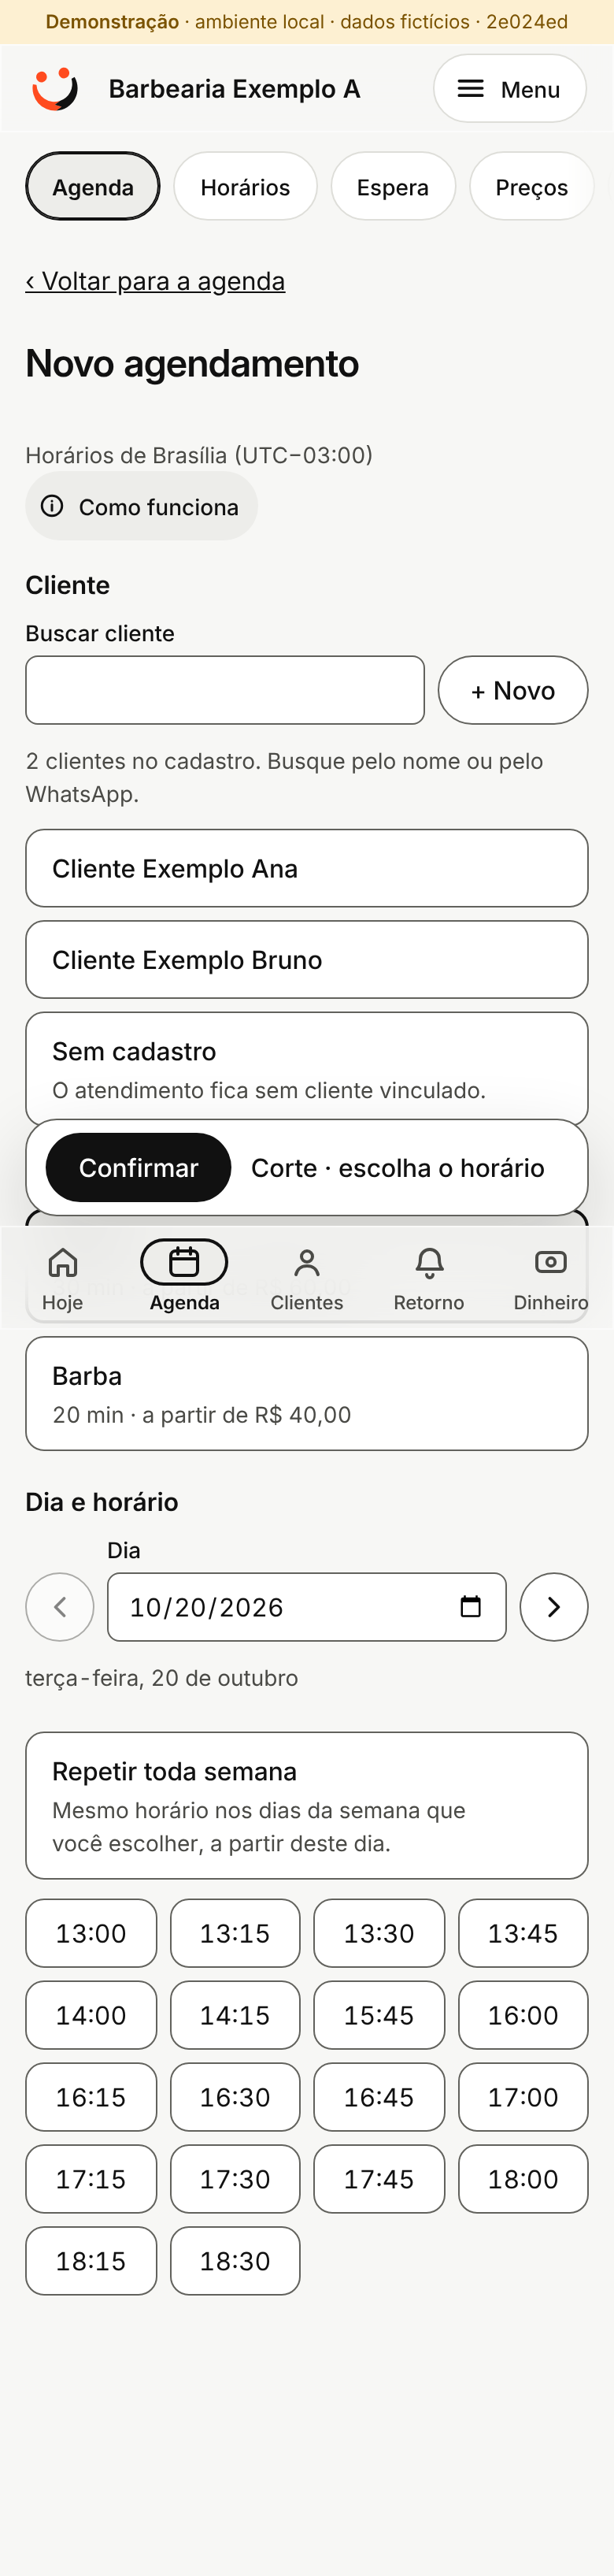 Demonstração · ambiente local · dados fictícios · 2e024ed
Barbearia Exemplo A
Menu
Agenda
Horários
Espera
Preços
‹ Voltar para a agenda
Novo agendamento
Horários de Brasília (UTC−03:00)
Como funciona
Cliente
Buscar cliente
+ Novo
2 clientes no cadastro. Busque pelo nome ou pelo
WhatsApp.
Cliente Exemplo Ana
Cliente Exemplo Bruno
Sem cadastro
O atendimento fica sem cliente vinculado.
Confirmar
Corte · escolha o horário
Hoje
Agenda
Clientes
Retorno
Dinheiro
Barba
20 min · a partir de R$ 40,00
Dia e horário
Dia
10/20/2026
terça-feira, 20 de outubro
Repetir toda semana
Mesmo horário nos dias da semana que
você escolher, a partir deste dia.
13:00
13:15
13:30
13:45
14:00
14:15
15:45
16:00
16:15
16:30
16:45
17:00
17:15
17:30
17:45
18:00
18:15
18:30